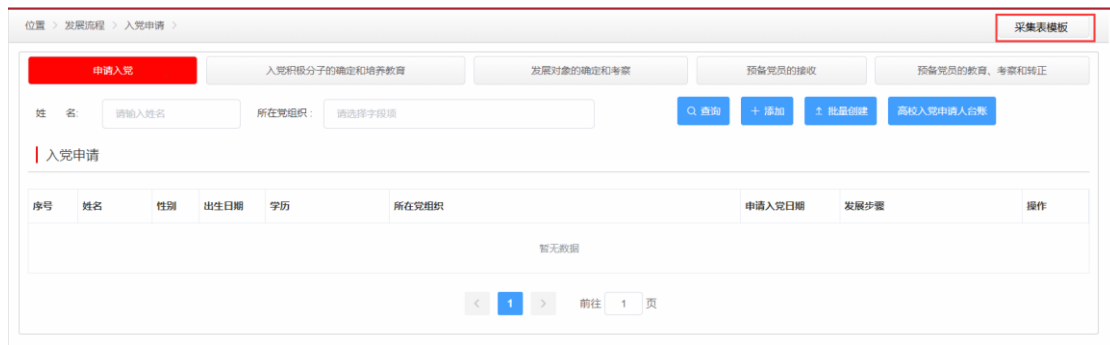 位置 > 发展流程 > 入党申请 >
采集表模板
申请入党 入党积极分子的确定和培养教育 发展对象的确定和考察 预备党员的接收 预备党员的教育、考察和转正
姓 名: 请输入姓名 所在党组织: 请选择字段项 查询 + 添加 批量创建 高校入党申请人台账
入党申请
序号 姓名 性别 出生日期 学历 所在党组织 申请入党日期 发展步骤 操作
暂无数据
< 1 > 前往 1 页